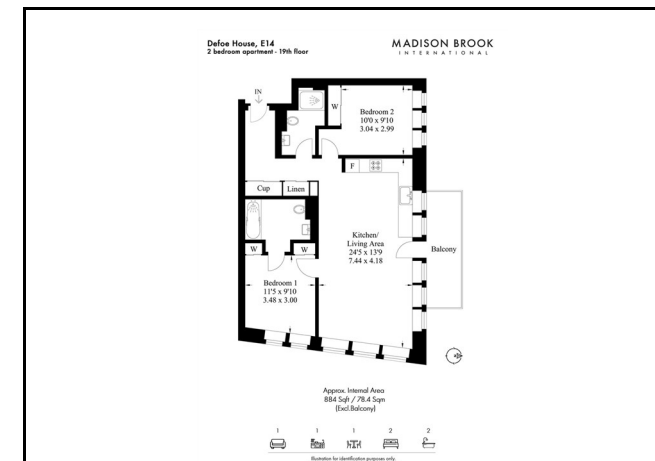 Defoe House, E14
2 bedroom apartment - 19th floor
MADISON BROOK
INTERNATIONAL
IN
W
Bedroom 2
10'0 x 9'10
3.04 x 2.99
F
Cup
Linen
Kitchen/
Living Area
24'5 x 13'9
7.44 x 4.18
Balcony
W
W
Bedroom 1
11'5 x 9'10
3.48 x 3.00
Approx. Internal Area
884 Sqft / 78.4 Sqm
(Excl.Balcony)
1
1
1
2
2
Illustration for identification purposes only.